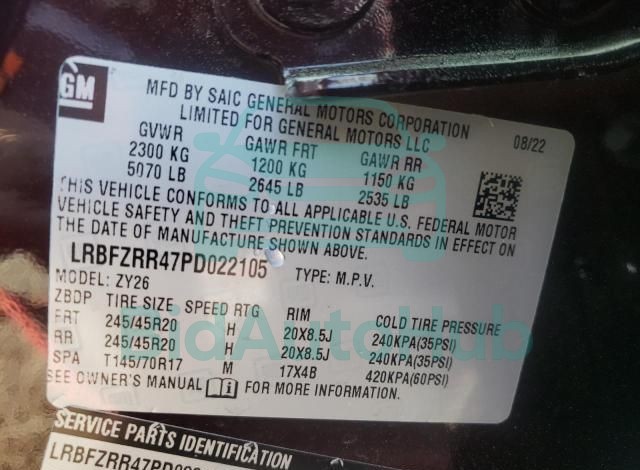 GM
MFD BY SAIC GENERAL MOTORS CORPORATION
LIMITED FOR GENERAL MOTORS LLC
08/22
GVWR GAWR FRT GAWR RR
2300 KG 1200 KG 1150 KG
5070 LB 2645 LB 2535 LB
THIS VEHICLE CONFORMS TO ALL APPLICABLE U.S. FEDERAL MOTOR
VEHICLE SAFETY AND THEFT PREVENTION STANDARDS IN EFFECT ON
THE DATE OF MANUFACTURE SHOWN ABOVE.
LRBFZRR47PD022105 TYPE: M.P.V.
MODEL: ZY26
ZBDP TIRE SIZE SPEED RTG RIM COLD TIRE PRESSURE
FRT 245/45R20 H 20X8.5J 240KPA(35PSI)
RR 245/45R20 H 20X8.5J 240KPA(35PSI)
SPA T145/70R17 M 17X4B 420KPA(60PSI)
SEE OWNER'S MANUAL FOR MORE INFORMATION.
BidAutoHub
SERVICE PARTS IDENTIFICATION